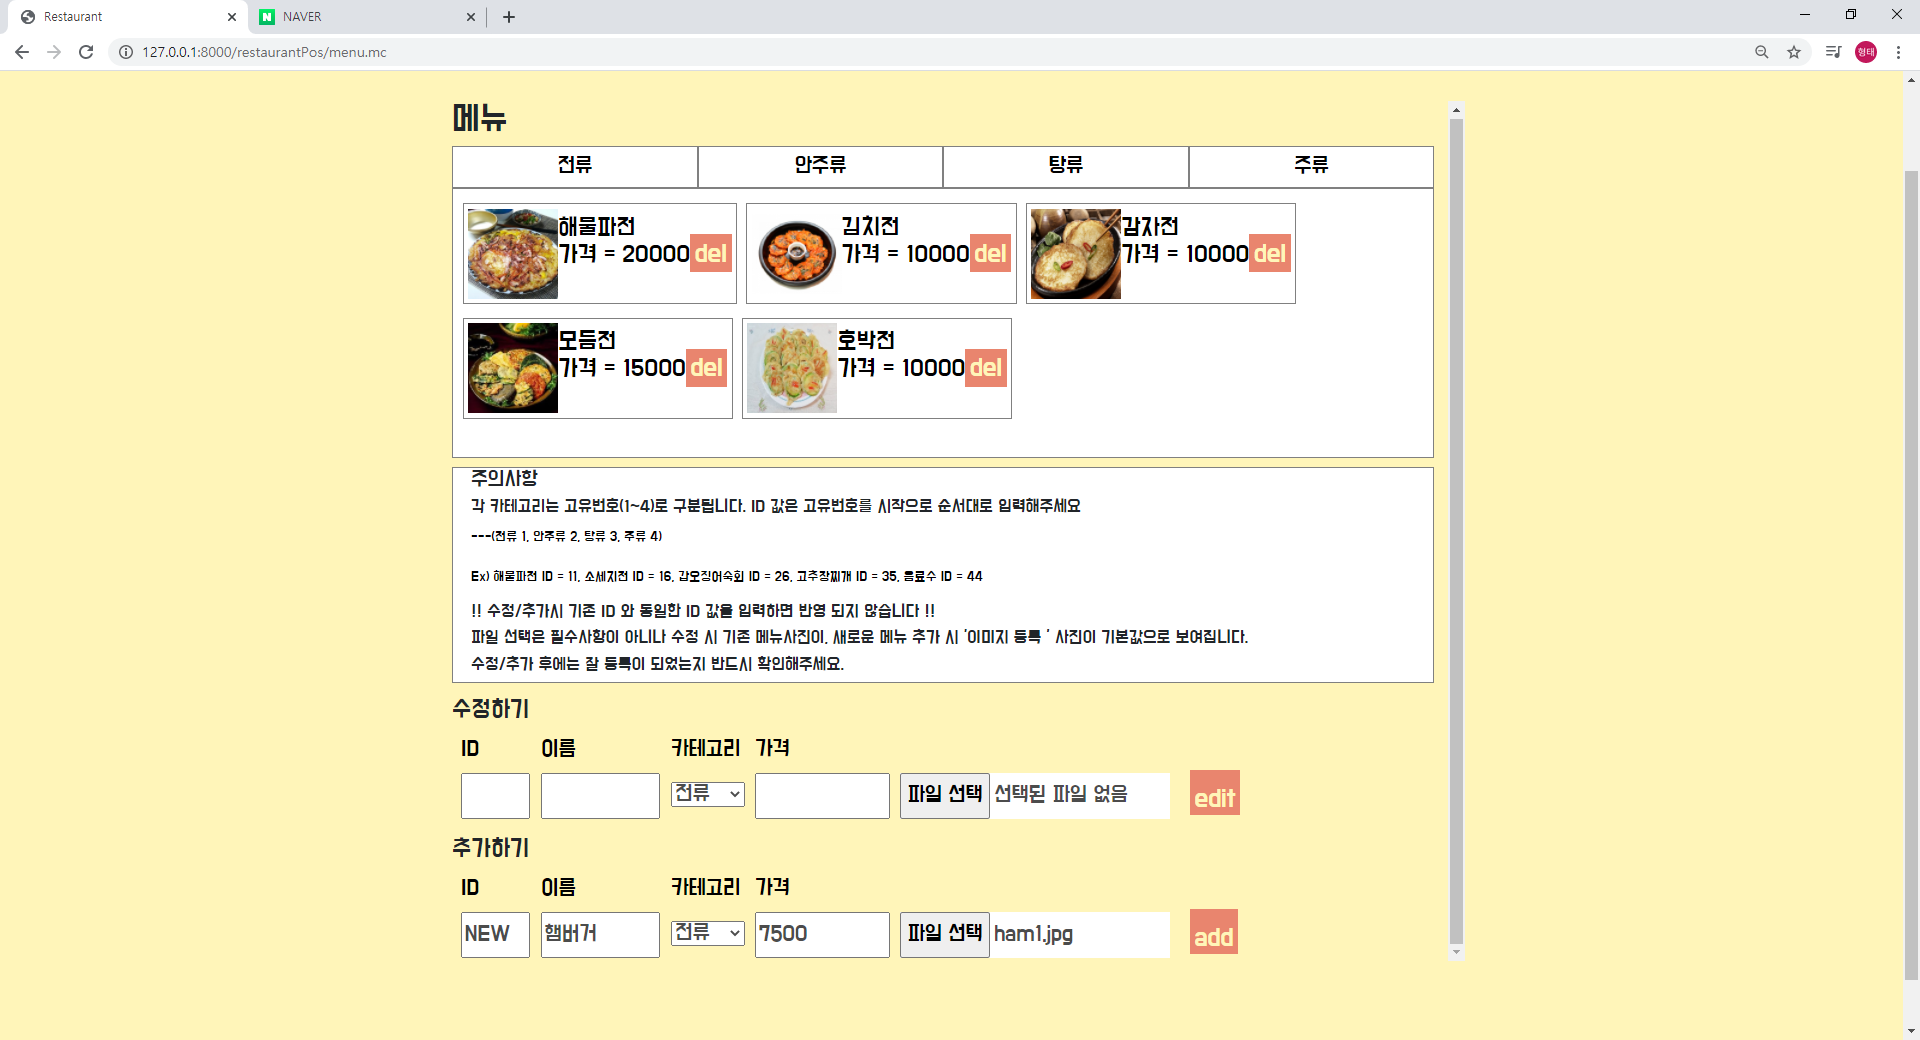 Restaurant
NAVER
127.0.0.1:8000/restaurantPos/menu.mc
형태
메뉴
전류 안주류 탕류 주류
해물파전
가격 = 20000 del
김치전
가격 = 10000 del
감자전
가격 = 10000 del
모듬전
가격 = 15000 del
호박전
가격 = 10000 del
주의사항
각 카테고리는 고유번호(1~4)로 구분됩니다. ID 값은 고유번호를 시작으로 순서대로 입력해주세요
---(전류 1, 안주류 2, 탕류 3, 주류 4)
Ex) 해물파전 ID = 11, 소세지전 ID = 16, 갑오징어숙회 ID = 26, 고추장찌개 ID = 35, 음료수 ID = 44
!! 수정/추가시 기존 ID 와 동일한 ID 값을 입력하면 반영 되지 않습니다 !!
파일 선택은 필수사항이 아니나 수정 시 기존 메뉴사진이, 새로운 메뉴 추가 시 '이미지 등록 ' 사진이 기본값으로 보여집니다.
수정/추가 후에는 잘 등록이 되었는지 반드시 확인해주세요.
수정하기
ID 이름 카테고리 가격
전류 파일 선택 선택된 파일 없음 edit
추가하기
ID 이름 카테고리 가격
NEW 햄버거 전류 7500 파일 선택 ham1.jpg add